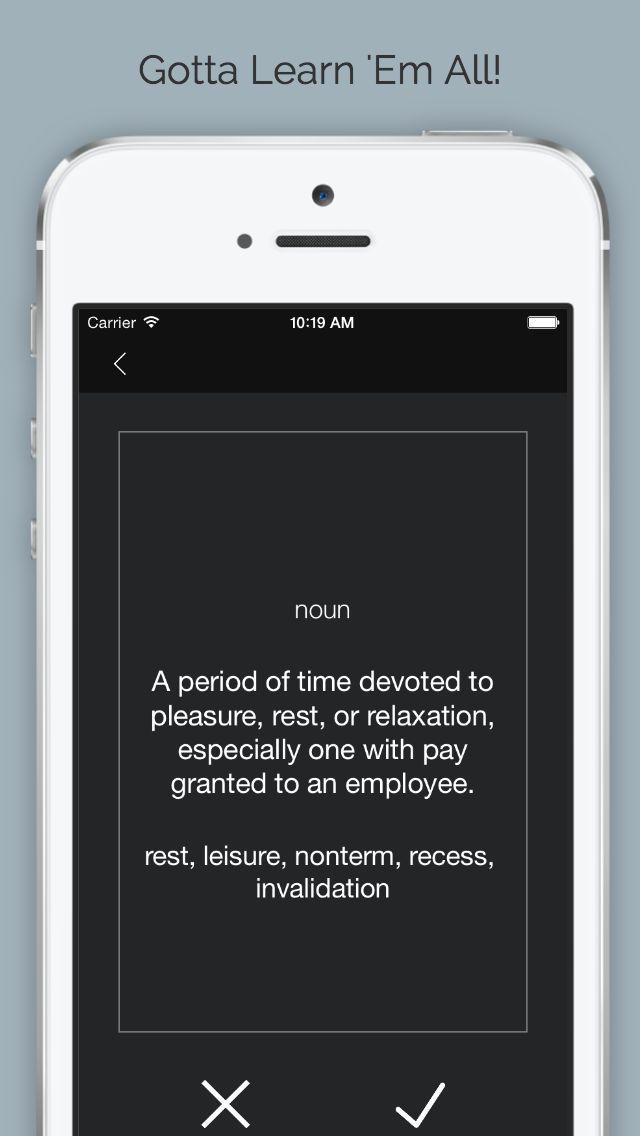 Gotta Learn 'Em All!
Carrier 10:19 AM
noun
A period of time devoted to
pleasure, rest, or relaxation,
especially one with pay
granted to an employee.
rest, leisure, nonterm, recess,
invalidation